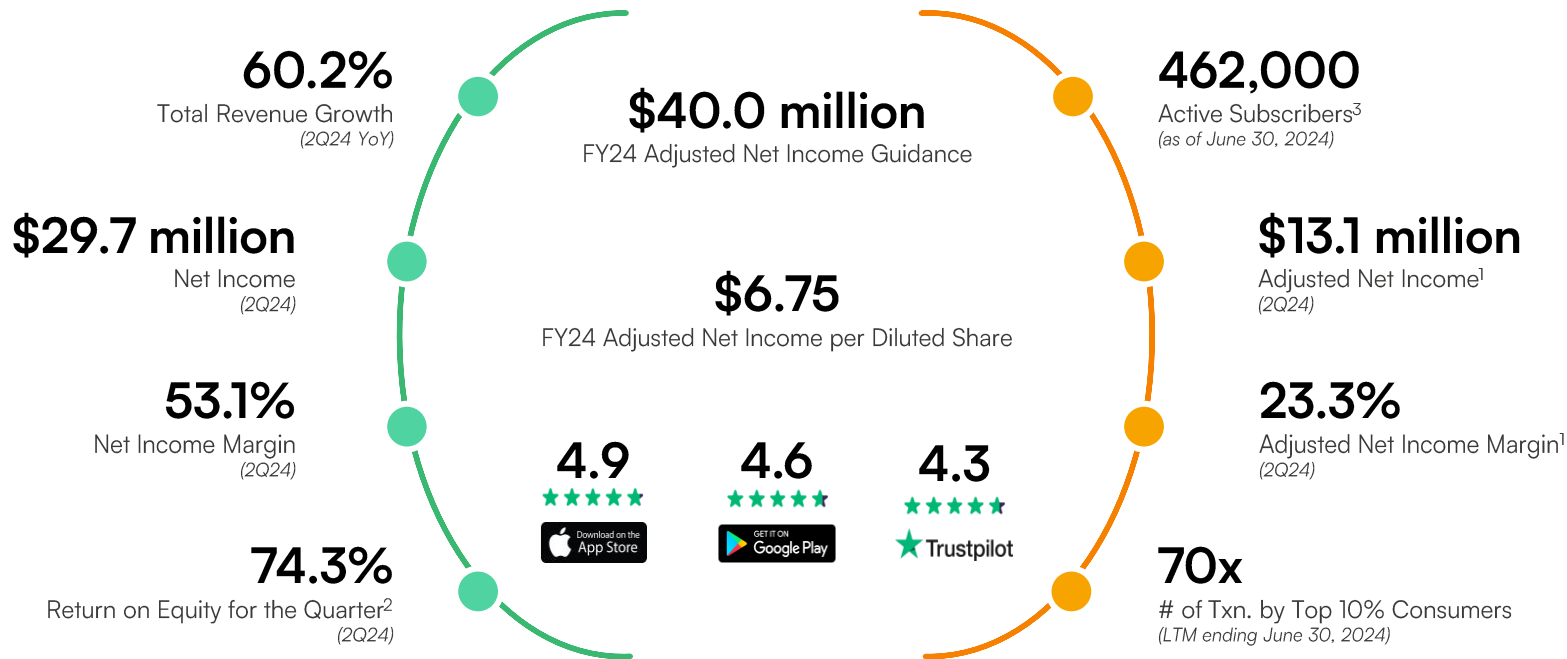 60.2%
Total Revenue Growth
(2Q24 YoY)
$29.7 million
Net Income
(2Q24)
53.1%
Net Income Margin
(2Q24)
74.3%
Return on Equity for the Quarter2
(2Q24)
$40.0 million
FY24 Adjusted Net Income Guidance
$6.75
FY24 Adjusted Net Income per Diluted Share
4.9
Download on the
App Store
4.6
GET IT ON
Google Play
4.3
Trustpilot
462,000
Active Subscribers3
(as of June 30, 2024)
$13.1 million
Adjusted Net Income1
(2Q24)
23.3%
Adjusted Net Income Margin1
(2Q24)
70x
# of Txn. by Top 10% Consumers
(LTM ending June 30, 2024)